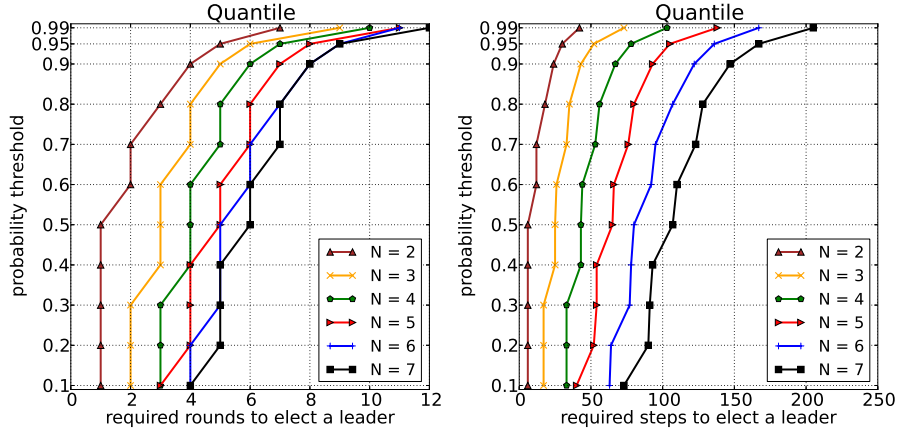 Quantile
probability threshold
0.99
0.95
0.9
0.8
0.7
0.6
0.5
0.4
0.3
0.2
0.1
N = 2
N = 3
N = 4
N = 5
N = 6
N = 7
0 2 4 6 8 10 12
required rounds to elect a leader
Quantile
probability threshold
0.99
0.95
0.9
0.8
0.7
0.6
0.5
0.4
0.3
0.2
0.1
N = 2
N = 3
N = 4
N = 5
N = 6
N = 7
0 50 100 150 200 250
required steps to elect a leader